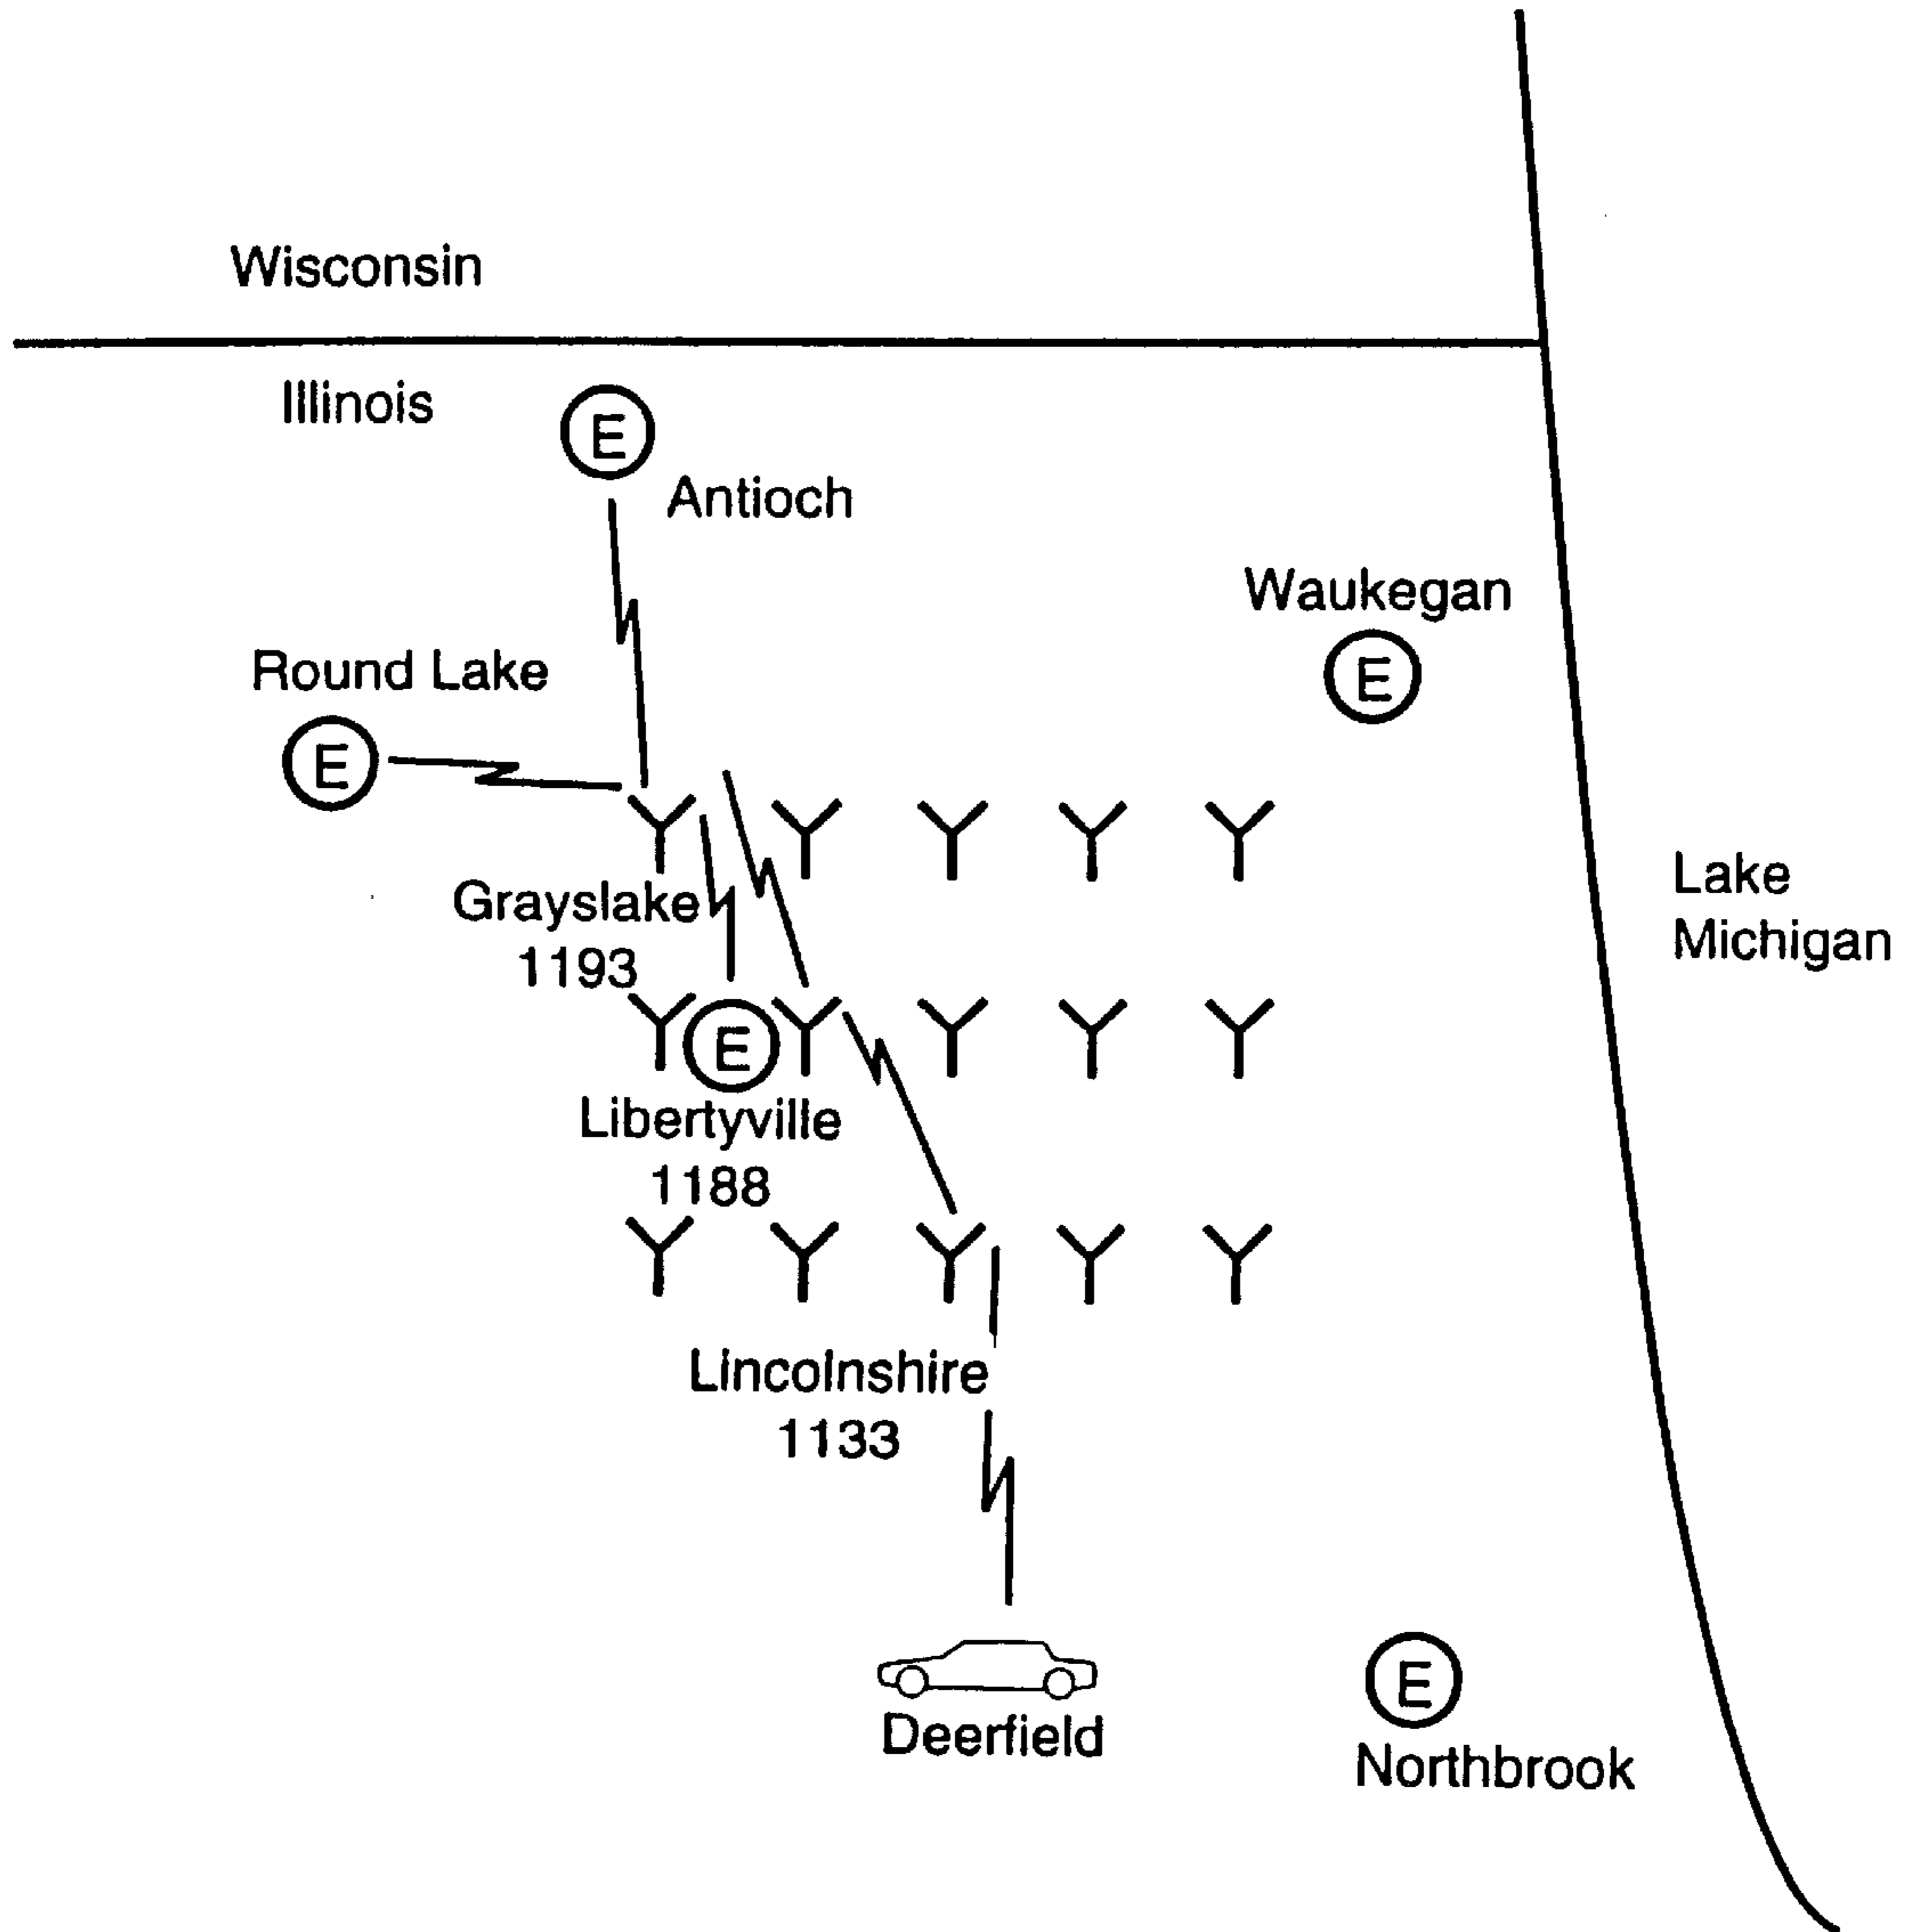 Wisconsin
Illinois
E
Antioch
Waukegan
E
Round Lake
E
Lake
Michigan
Grayslake
1193
E
Libertyville
1188
Lincolnshire
1133
Deerfield
E
Northbrook